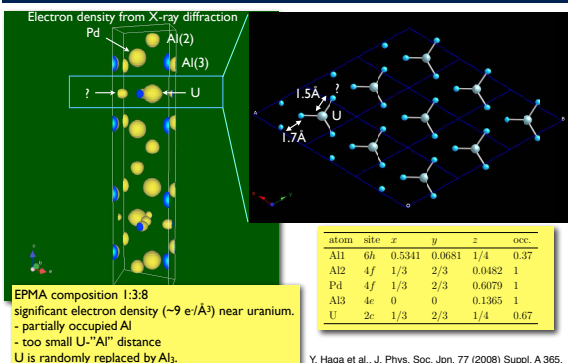 Electron density from X-ray diffraction
Pd
Al(2)
Al(3)
?
U
1.5Å
?
U
1.7Å
A
B
O
atom site x y z occ.
Al1 6h 0.5341 0.0681 1/4 0.37
Al2 4f 1/3 2/3 0.0482 1
Pd 4f 1/3 2/3 0.6079 1
Al3 4e 0 0 0.1365 1
U 2c 1/3 2/3 1/4 0.67
EPMA composition 1:3:8
significant electron density (~9 e-/Å³) near uranium.
- partially occupied Al
- too small U-"Al" distance
U is randomly replaced by Al₃.
Y. Haga et al., J. Phys. Soc. Jpn. 77 (2008) Suppl. A 365.